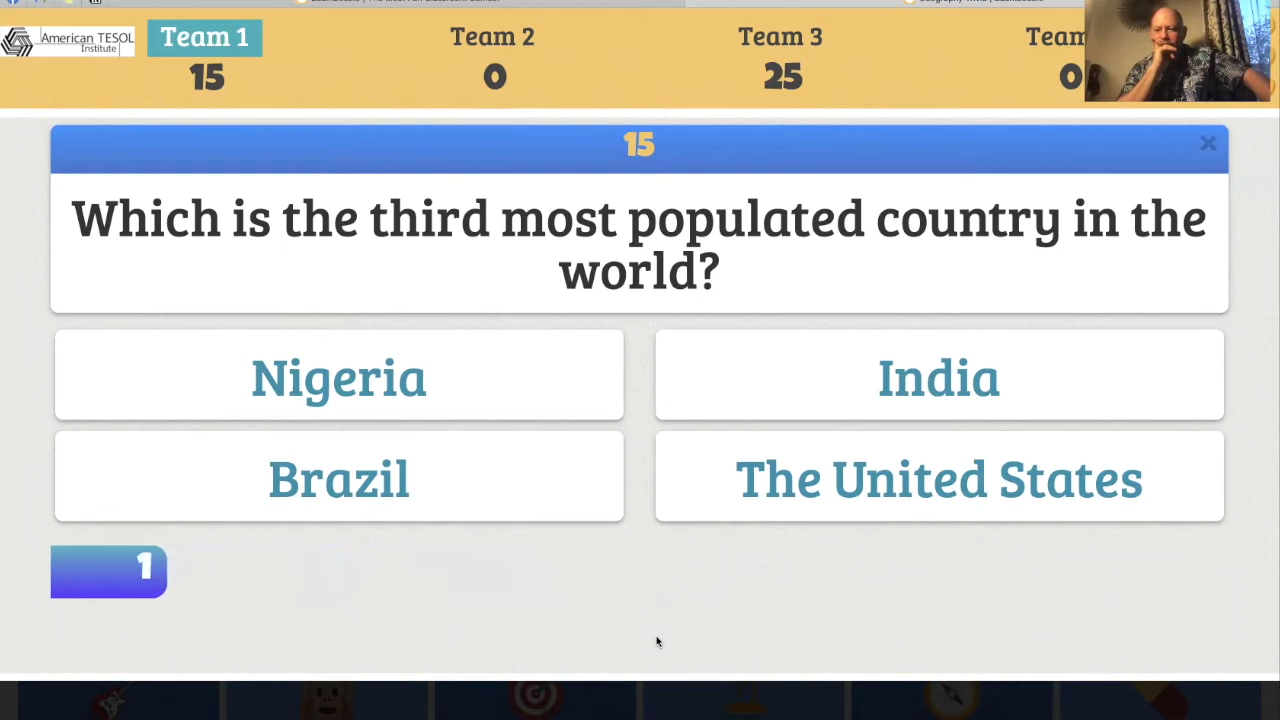 American TESOL
Institute
Team 1
Team 2
Team 3
Team
15
0
25
0
15
Which is the third most populated country in the
world?
Nigeria
India
Brazil
The United States
1